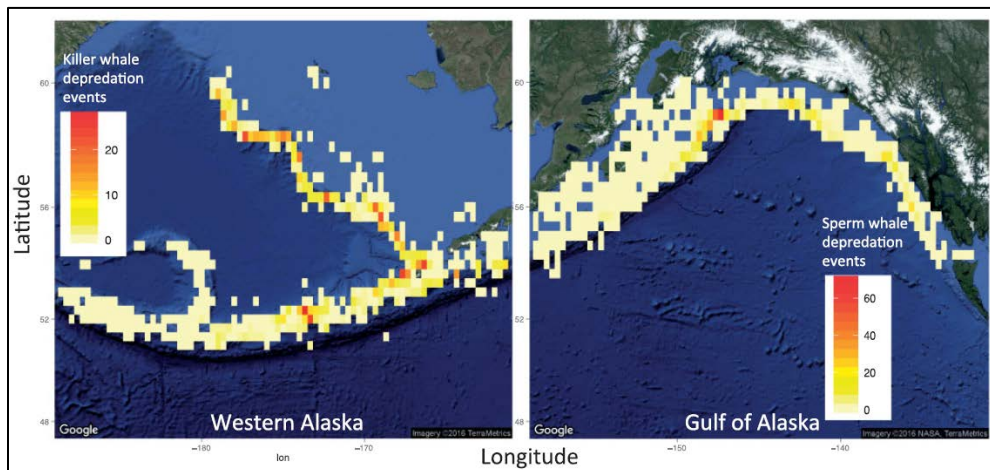 Killer whale
depredation
events
20
10
0
60
56
52
48
Latitude
Google
Western Alaska
Imagery ©2016 TerraMetrics
-180
-170
lon
60
56
52
48
Sperm whale
depredation
events
60
40
20
0
Google
Gulf of Alaska
Imagery ©2016 NASA, TerraMetrics
-150
-140
Longitude